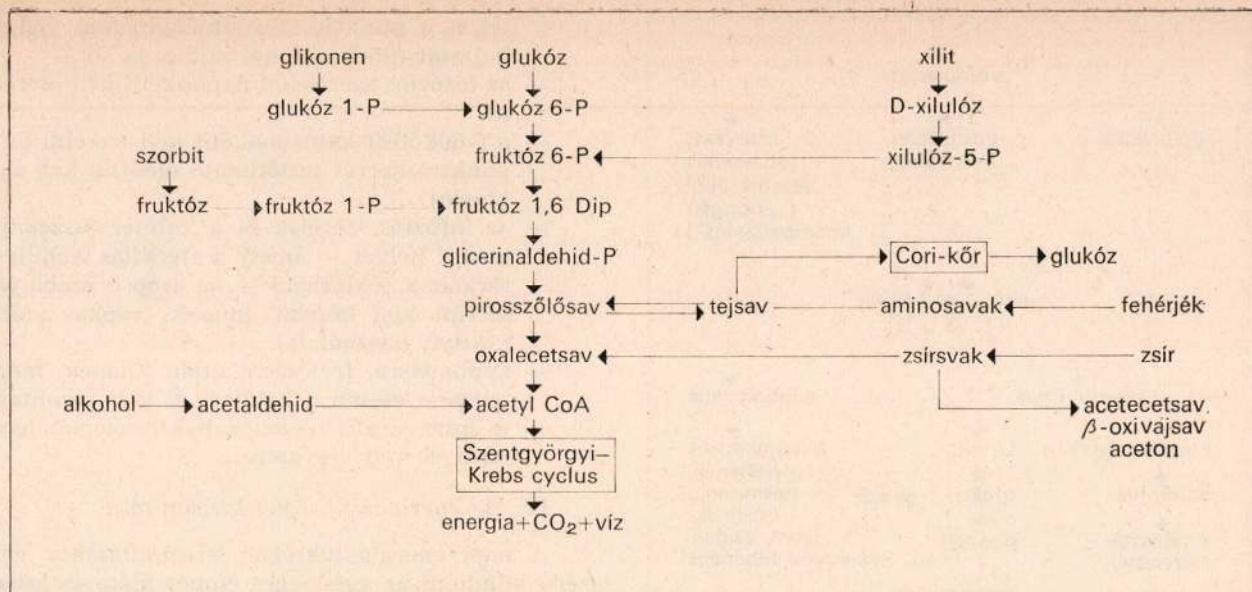 glikonen glukóz xilit
glukóz 1-P glukóz 6-P D-xilulóz
szorbit fruktóz 6-P xilulóz-5-P
fruktóz fruktóz 1-P fruktóz 1,6 Dip
glicerinaldehid-P Cori-kőr glukóz
pirosszőlősav tejsav aminosavak fehérjék
oxalecetsav zsírsvak zsír
alkohol acetaldehid acetyl CoA acetecetsav
β-oxivajsav
aceton
Szentgyörgyi–
Krebs cyclus
energia+CO₂+víz